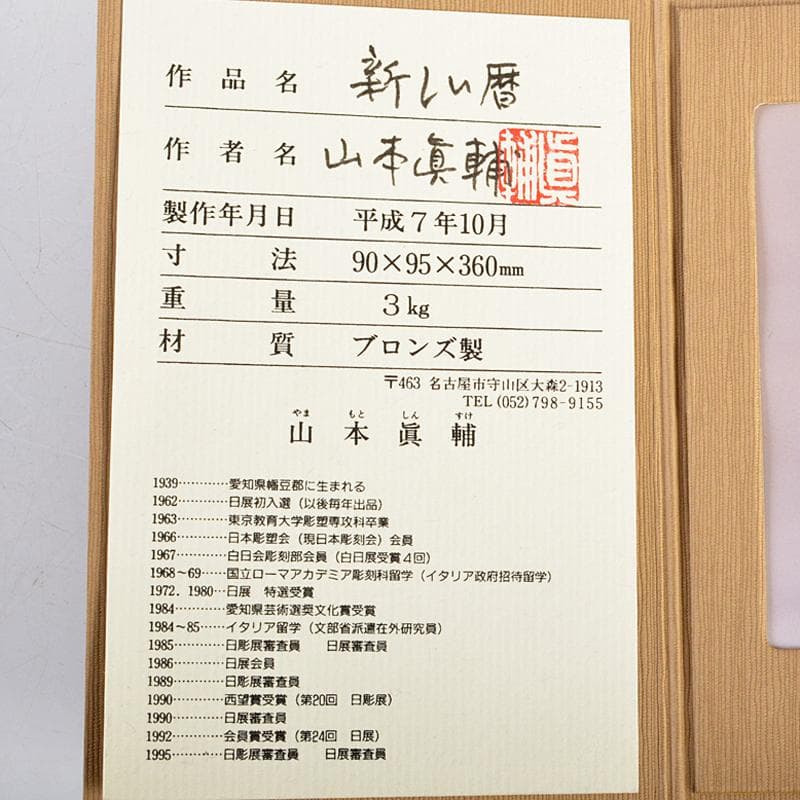 作品名 新しい暦
作者名 山本眞輔 眞輔
製作年月日 平成7年10月
寸法 90×95×360mm
重量 3kg
材質 ブロンズ製
〒463 名古屋市守山区大森2-1913
TEL (052)798-9155
やま もと しん すけ
山本眞輔
1939…………愛知県幡豆郡に生まれる
1962…………日展初入選（以後毎年出品）
1963…………東京教育大学彫塑専攻科卒業
1966…………日本彫塑会（現日本彫刻会）会員
1967…………白日会彫刻部会員（白日展受賞4回）
1968～69……国立ローマアカデミア彫刻科留学（イタリア政府招待留学）
1972．1980…日展　特選受賞
1984…………愛知県芸術選奨文化賞受賞
1984～85……イタリア留学（文部省派遣在外研究員）
1985…………日彫展審査員　　日展審査員
1986…………日展会員
1989…………日彫展審査員
1990…………西望賞受賞（第20回　日彫展）
1990…………日展審査員
1992…………会員賞受賞（第24回　日展）
1995…………日彫展審査員　　日展審査員